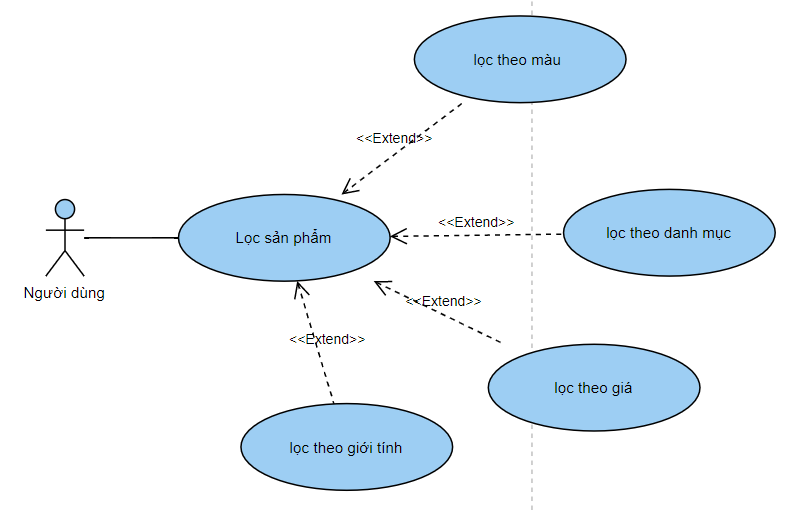 lọc theo màu
<<Extend>>
<<Extend>>
lọc theo danh mục
Lọc sản phẩm
Người dùng
<<Extend>>
<<Extend>>
lọc theo giá
lọc theo giới tính